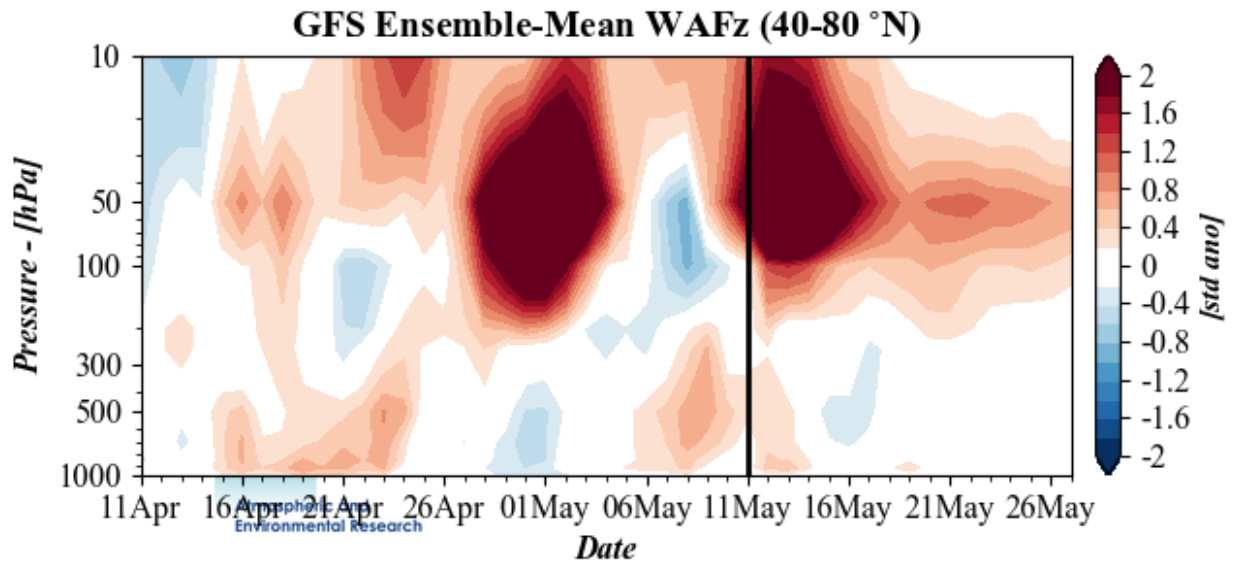 GFS Ensemble-Mean WAFz (40-80 °N)
10
50
100
300
500
1000
Pressure - [hPa]
11Apr 16Apr 21Apr 26Apr 01May 06May 11May 16May 21May 26May
Atmospheric and
Environmental Research
Date
2
1.6
1.2
0.8
0.4
0
-0.4
-0.8
-1.2
-1.6
-2
[std ano]